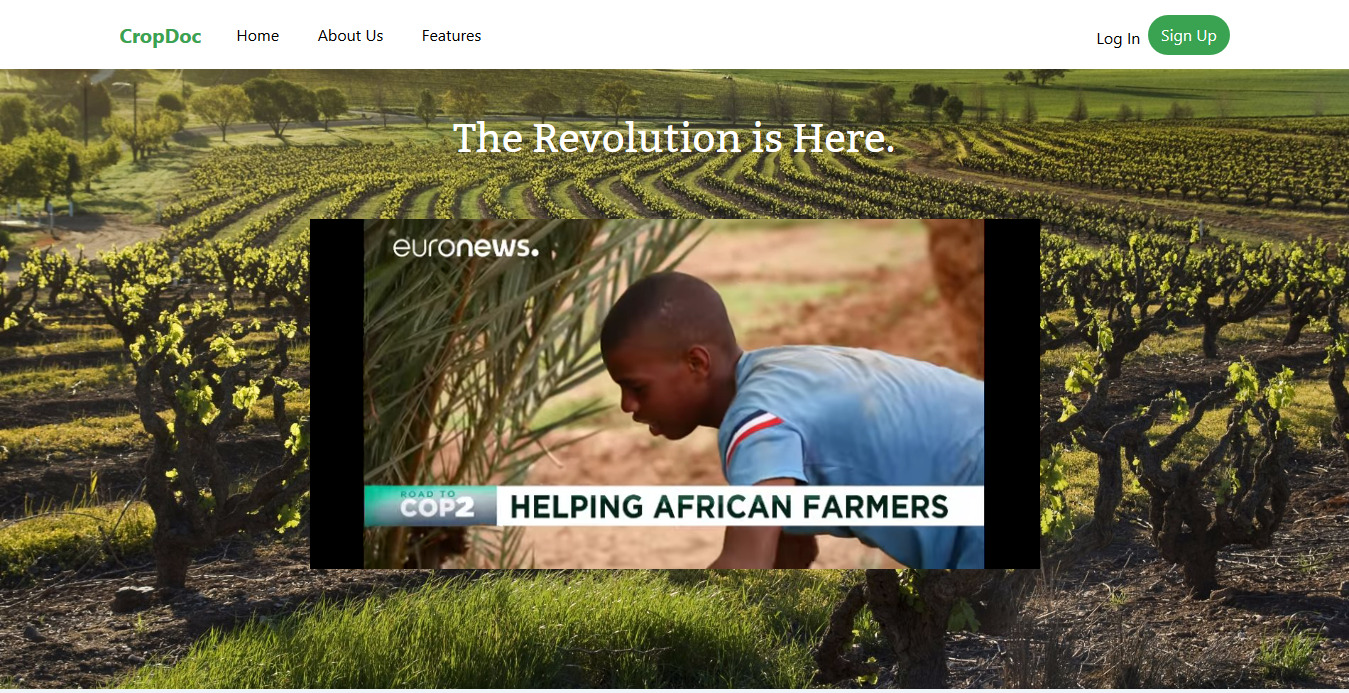 CropDoc Home About Us Features Log In Sign Up
The Revolution is Here.
euronews.
ROAD TO
COP2
HELPING AFRICAN FARMERS